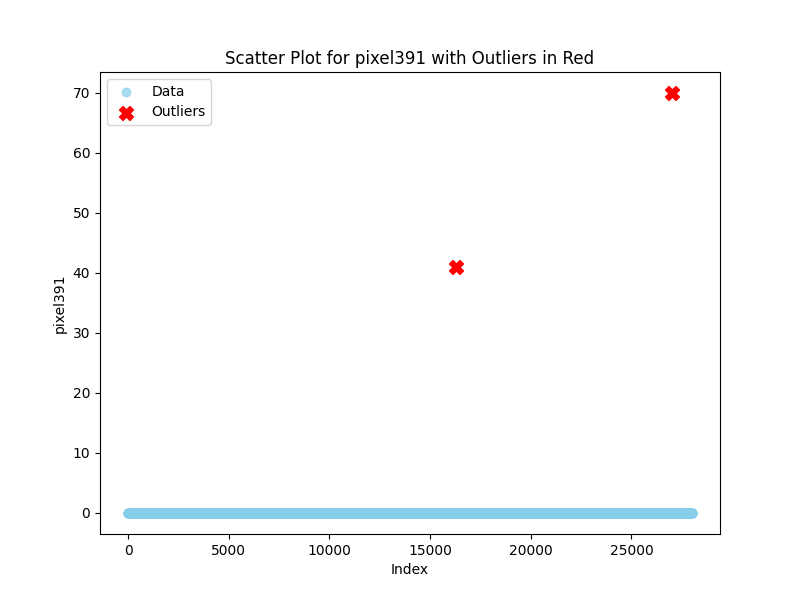 Scatter Plot for pixel391 with Outliers in Red
Data
Outliers
70
60
50
40
30
20
10
0
pixel391
0 5000 10000 15000 20000 25000
Index